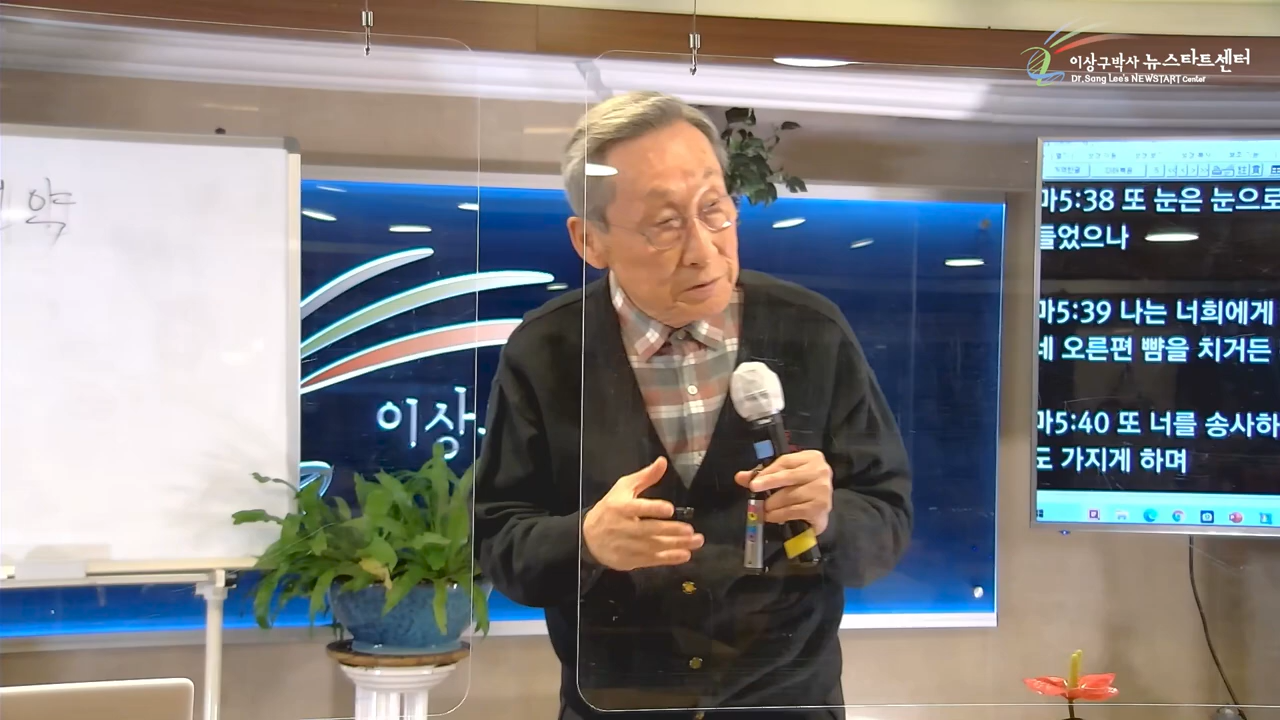 이상구박사 뉴스타트센터
Dr. Sang Lee's NEWSTART Center
약
이상
마5:38 또 눈은 눈으로
들었으나
마5:39 나는 너희에게
네 오른편 뺨을 치거든
마5:40 또 너를 송사하
도 가지게 하며